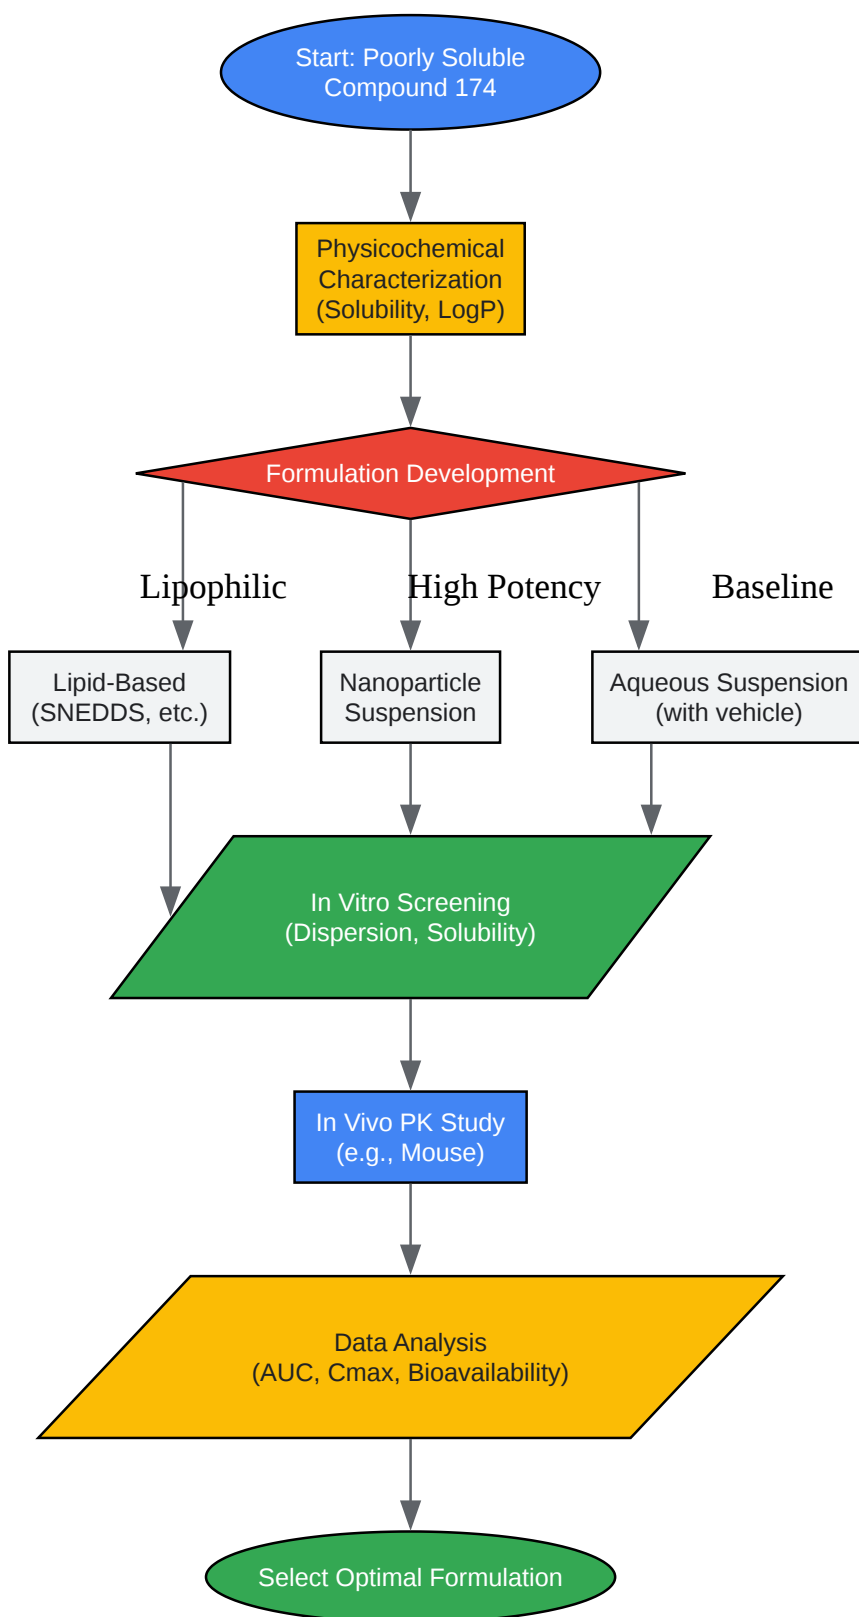 Start: Poorly Soluble
Compound 174
Physicochemical
Characterization
(Solubility, LogP)
Formulation Development
Lipophilic
High Potency
Baseline
Lipid-Based
(SNEDDS, etc.)
Nanoparticle
Suspension
Aqueous Suspension
(with vehicle)
In Vitro Screening
(Dispersion, Solubility)
In Vivo PK Study
(e.g., Mouse)
Data Analysis
(AUC, Cmax, Bioavailability)
Select Optimal Formulation